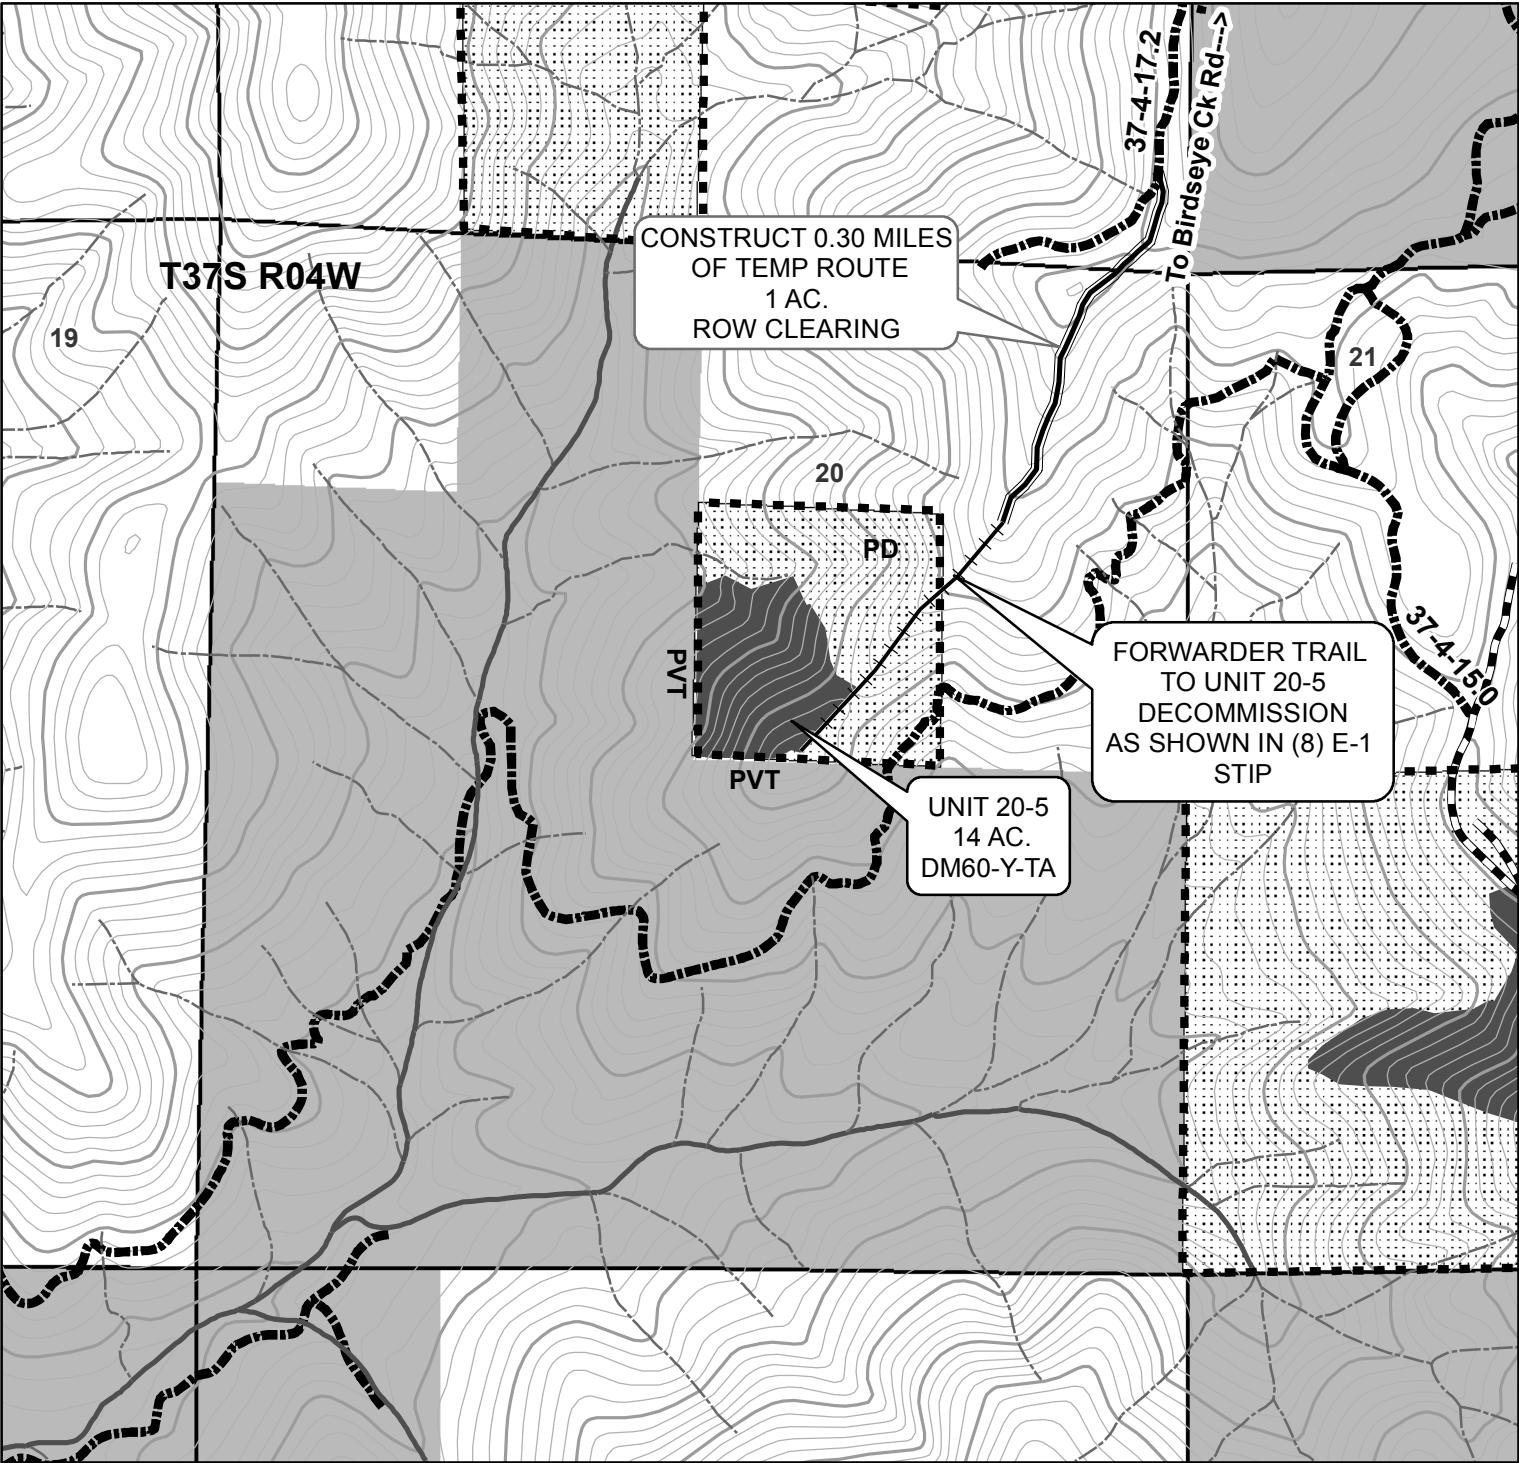 37-4-17.2
To Birdseye Ck Rd--->
CONSTRUCT 0.30 MILES
OF TEMP ROUTE
1 AC.
ROW CLEARING
T37S R04W
19
21
20
PD
PVT
PVT
37-4-15.0
FORWARDER TRAIL
TO UNIT 20-5
DECOMMISSION
AS SHOWN IN (8) E-1
STIP
UNIT 20-5
14 AC.
DM60-Y-TA